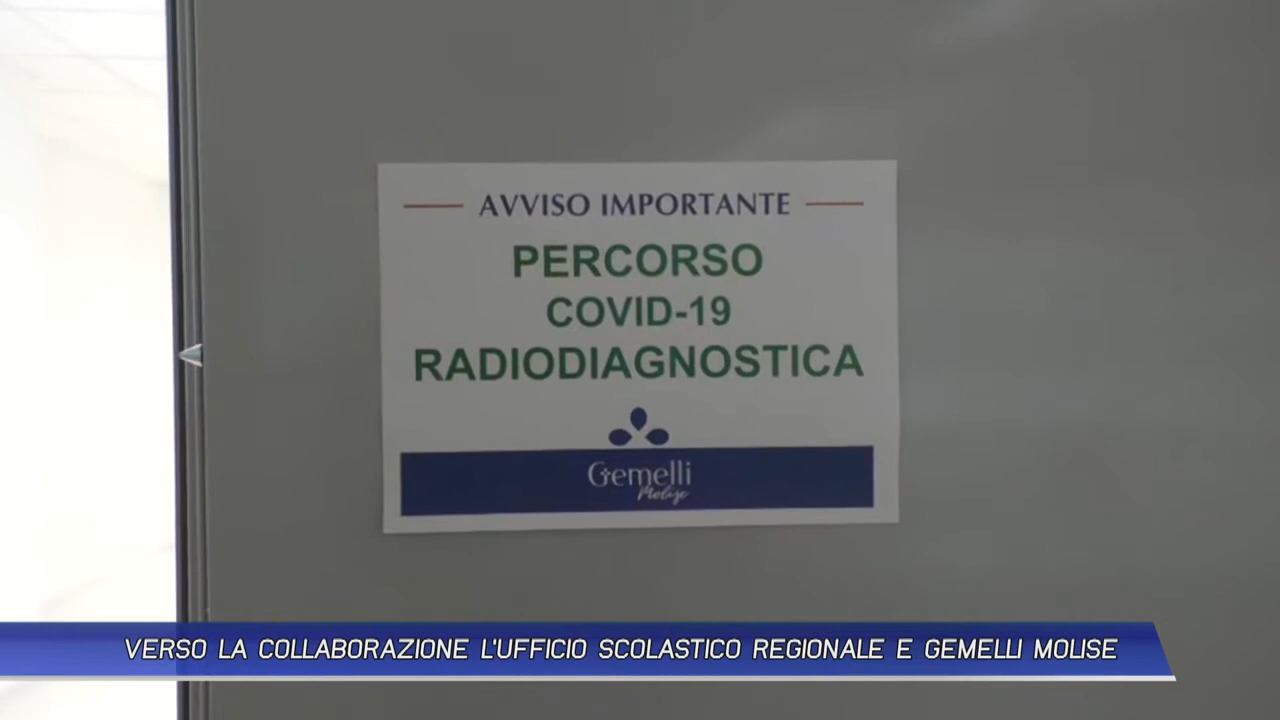 AVVISO IMPORTANTE
PERCORSO
COVID-19
RADIODIAGNOSTICA
Gemelli
Molise
VERSO LA COLLABORAZIONE L'UFFICIO SCOLASTICO REGIONALE E GEMELLI MOLISE